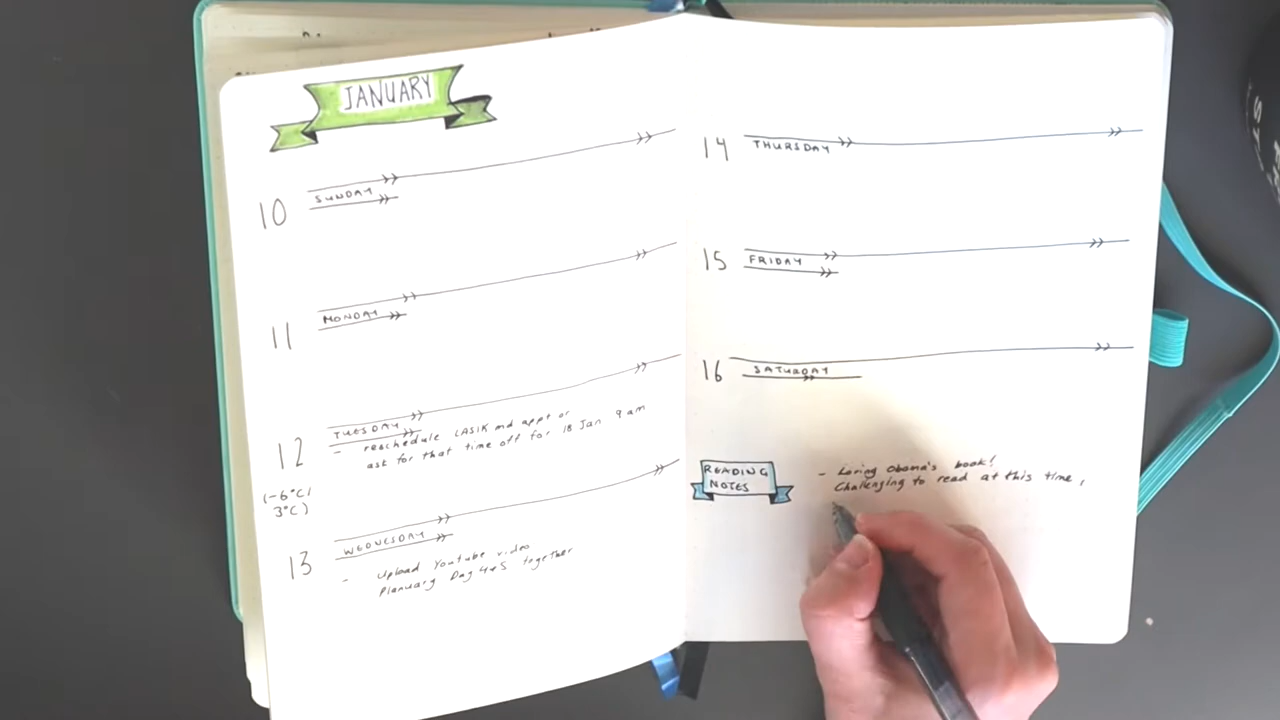 JANUARY
10 SUNDAY
11 MONDAY
12 TUESDAY
- reschedule LASIK md appt or
ask for that time off for 18 Jan 9am
(-6°C/
3°C)
13 WEDNESDAY
- Upload Youtube video
Planuary Day 4+5 together
14 THURSDAY
15 FRIDAY
16 SATURDAY
READING
NOTES
- Loving Obama's book!
Challenging to read at this time,